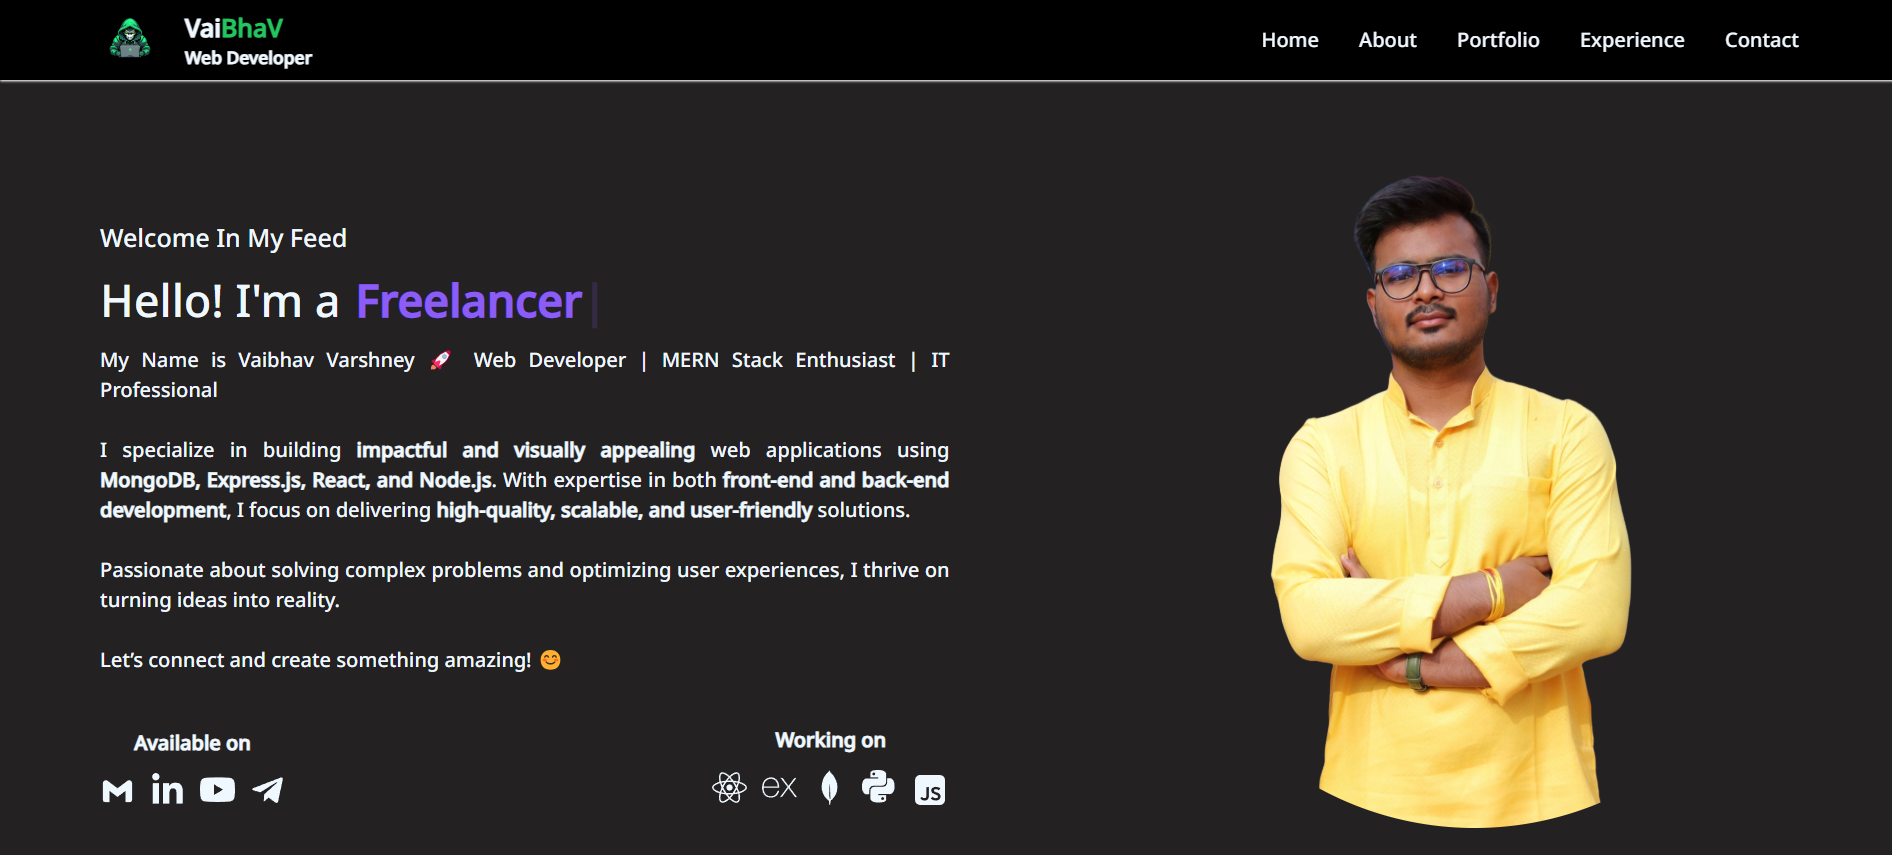 VaiBhaV
Web Developer
Home About Portfolio Experience Contact
Welcome In My Feed
Hello! I'm a Freelancer
My Name is Vaibhav Varshney 🚀 Web Developer | MERN Stack Enthusiast | IT
Professional
I specialize in building impactful and visually appealing web applications using
MongoDB, Express.js, React, and Node.js. With expertise in both front-end and back-end
development, I focus on delivering high-quality, scalable, and user-friendly solutions.
Passionate about solving complex problems and optimizing user experiences, I thrive on
turning ideas into reality.
Let’s connect and create something amazing! 😊
Available on
Working on
in
ex
JS